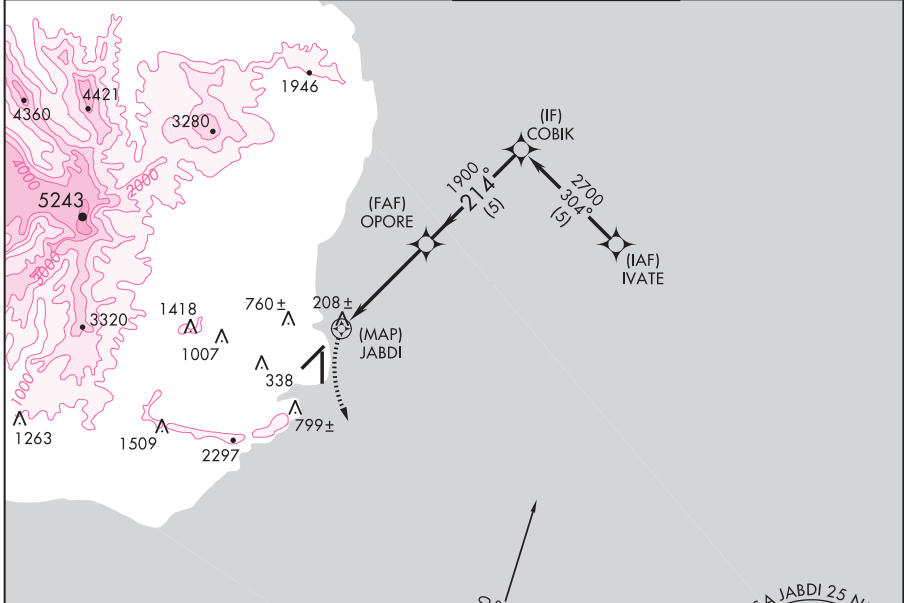 1946
4421
4360
3280
(IF)
COBIK
4000
2000
5243
1900
214°
(5)
2700
304°
(5)
(FAF)
OPORE
(IAF)
IVATE
3000
3320
1418
760±
208±
1007
(MAP)
JABDI
338
1000
1263
1509
799±
2297
JABDI 25